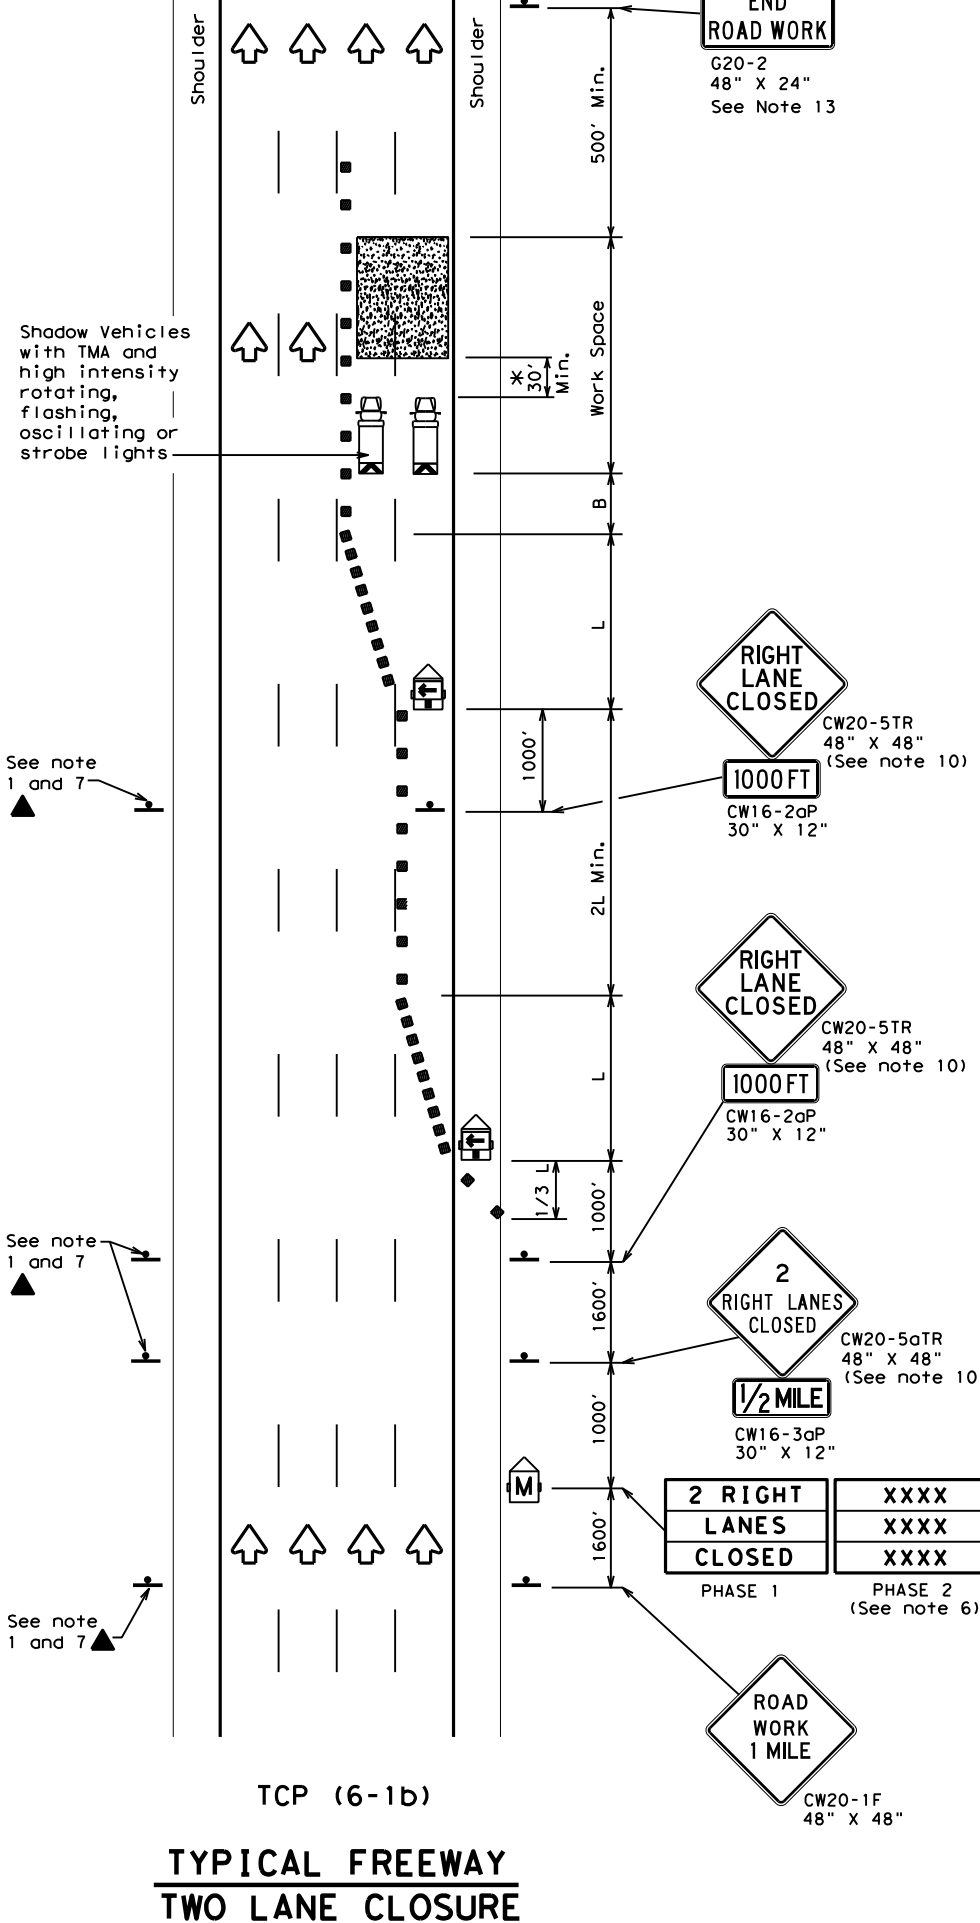 END
ROAD WORK
G20-2
48" X 24"
See Note 13
Shoulder
Shoulder
500' Min.
Shadow Vehicles
with TMA and
high intensity
rotating,
flashing,
oscillating or
strobe lights
*
30'
Min.
Work Space
B
L
RIGHT
LANE
CLOSED
CW20-5TR
48" X 48"
(See note 10)
1000 FT
CW16-2aP
30" X 12"
See note
1 and 7
1000'
2L Min.
RIGHT
LANE
CLOSED
CW20-5TR
48" X 48"
(See note 10)
1000 FT
CW16-2aP
30" X 12"
L
1/3 L
1000'
See note
1 and 7
1600'
2
RIGHT LANES
CLOSED
CW20-5aTR
48" X 48"
(See note 10
1/2 MILE
CW16-3aP
30" X 12"
1000'
M
2 RIGHT
LANES
CLOSED
PHASE 1
XXXX
XXXX
XXXX
PHASE 2
(See note 6)
1600'
See note
1 and 7
ROAD
WORK
1 MILE
CW20-1F
48" X 48"
TCP (6-1b)
TYPICAL FREEWAY
TWO LANE CLOSURE